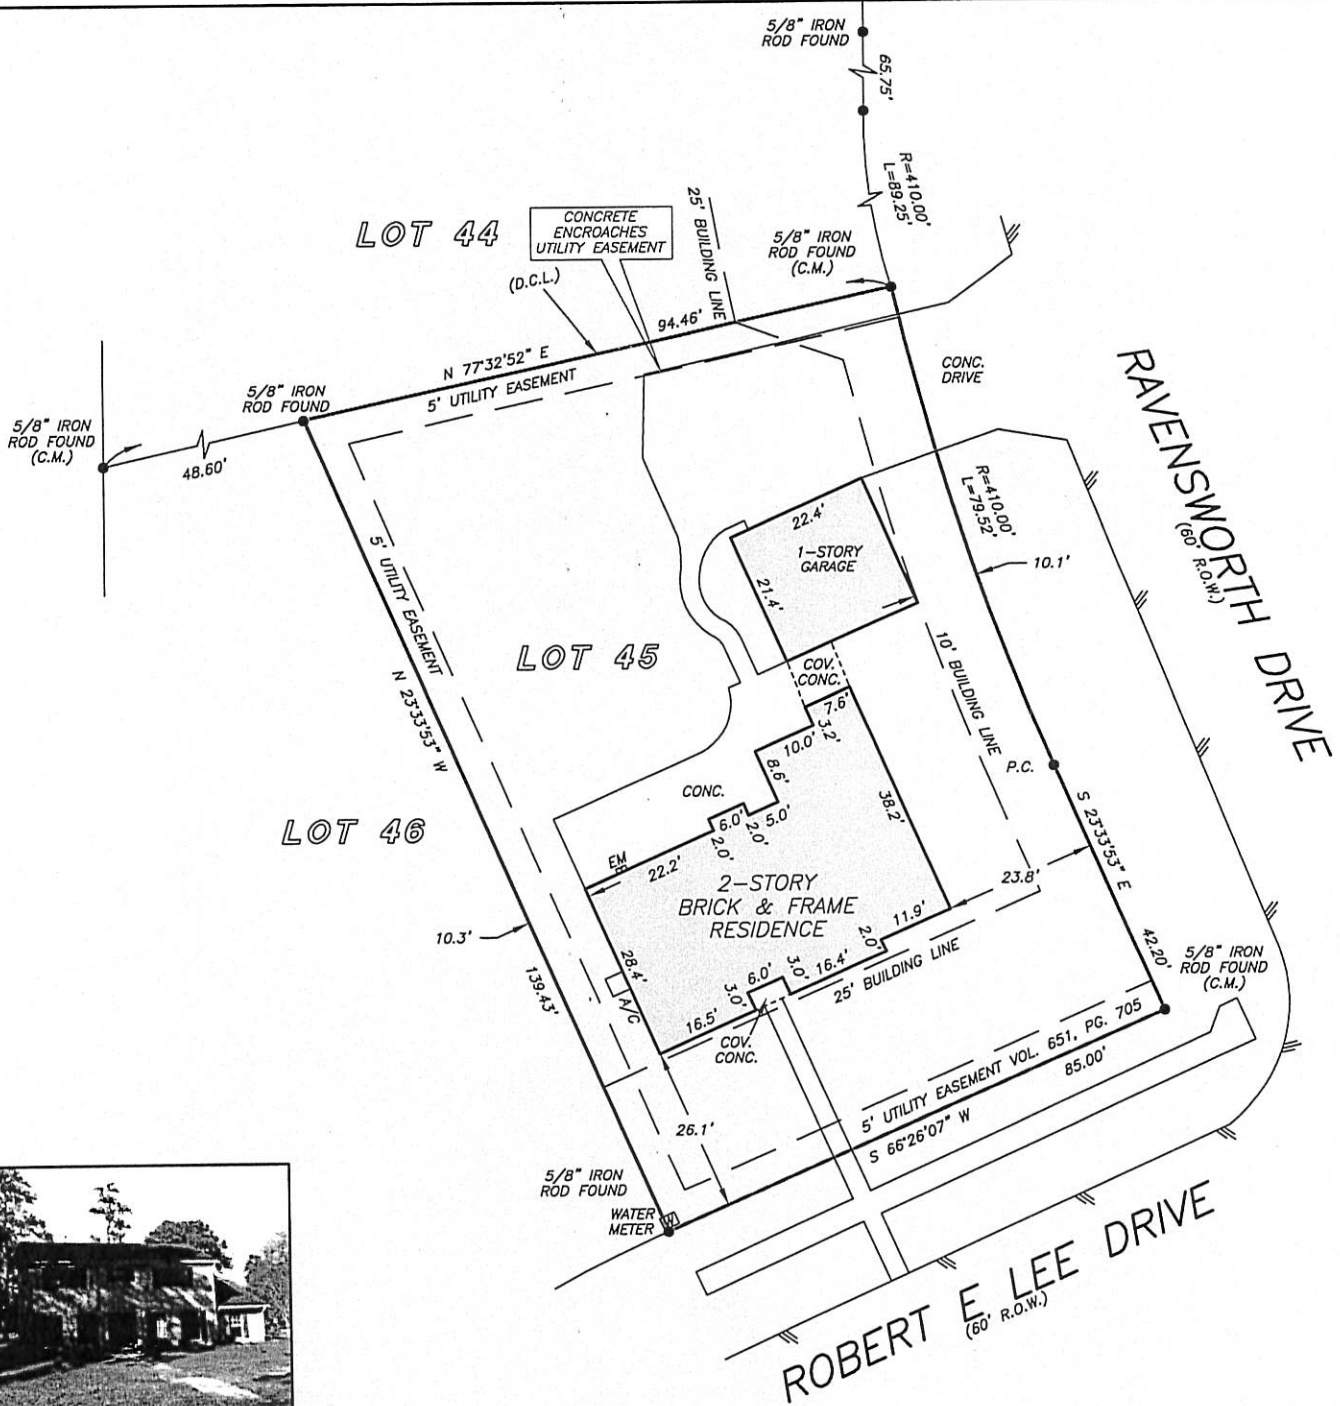 5/8" IRON
ROD FOUND
65.75'
R=410.00'
L=89.25'
LOT 44
CONCRETE
ENCROACHES
UTILITY EASEMENT
25' BUILDING LINE
5/8" IRON
ROD FOUND
(C.M.)
(D.C.L.)
94.46'
N 77°32'52" E
5' UTILITY EASEMENT
CONC.
DRIVE
5/8" IRON
ROD FOUND
5/8" IRON
ROD FOUND
(C.M.)
48.60'
RAVENSWORTH DRIVE
(60' R.O.W.)
R=410.00'
L=79.52'
22.4'
1-STORY
GARAGE
21.4'
10.1'
5' UTILITY EASEMENT
N 23°33'53" W
LOT 45
COV.
CONC.
10' BUILDING LINE
7.6'
3.2'
10.0'
8.6'
P.C.
CONC.
38.2'
S 23°33'53" E
LOT 46
6.0'
5.0'
2.0'
2.0'
EM
22.2'
2-STORY
BRICK & FRAME
RESIDENCE
23.8'
11.9'
2.0'
10.3'
139.43'
28.4'
A/C
6.0'
3.0'
3.0'
16.4'
25' BUILDING LINE
42.20'
5/8" IRON
ROD FOUND
(C.M.)
16.5'
COV.
CONC.
5' UTILITY EASEMENT VOL. 651, PG. 705
85.00'
S 66°26'07" W
26.1'
5/8" IRON
ROD FOUND
WATER
METER
W
ROBERT E. LEE DRIVE
(60' R.O.W.)